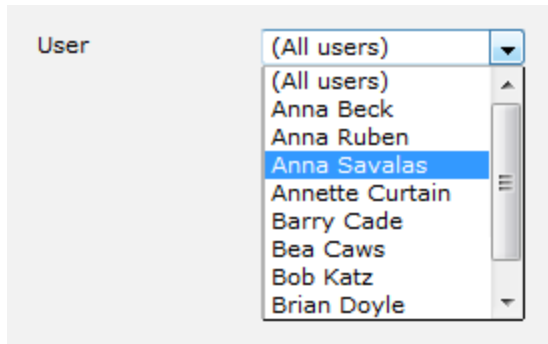 User (All users)
(All users)
Anna Beck
Anna Ruben
Anna Savalas
Annette Curtain
Barry Cade
Bea Caws
Bob Katz
Brian Doyle